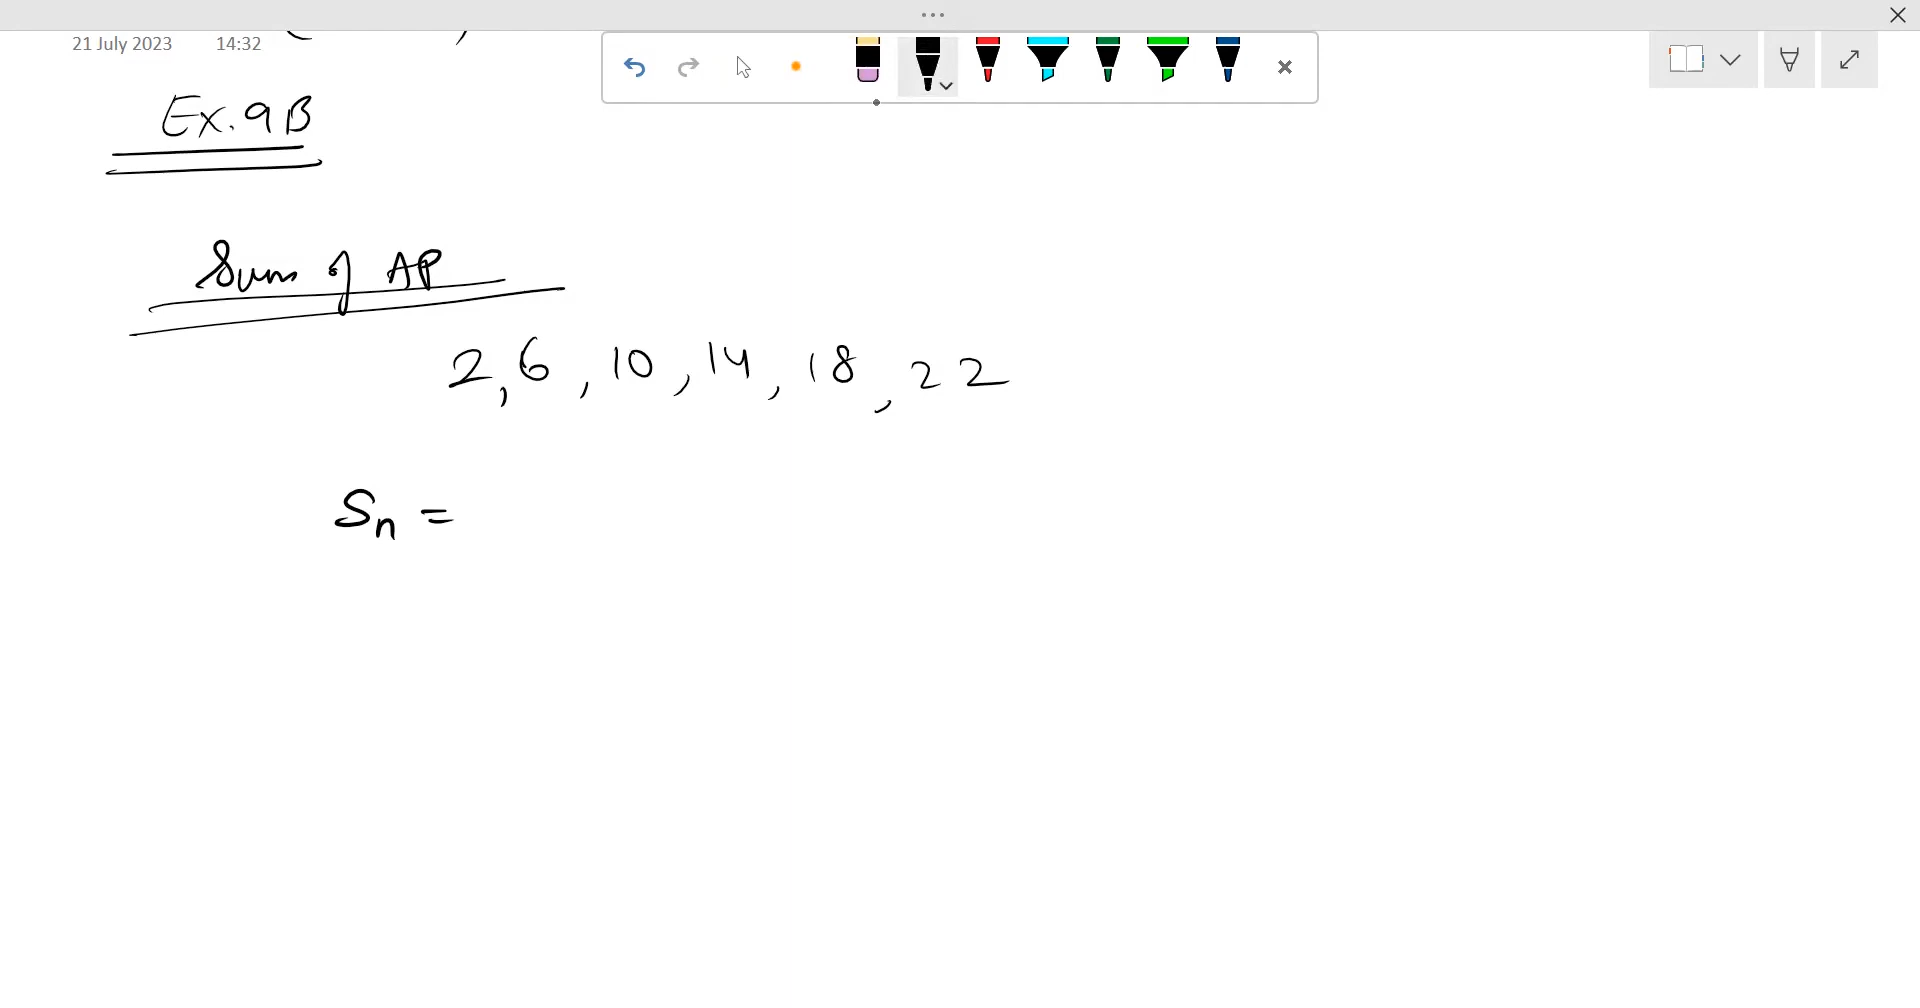 21 July 2023 14:32
Ex. 9B
Sum of AP
2, 6, 10, 14, 18, 22
Sn =